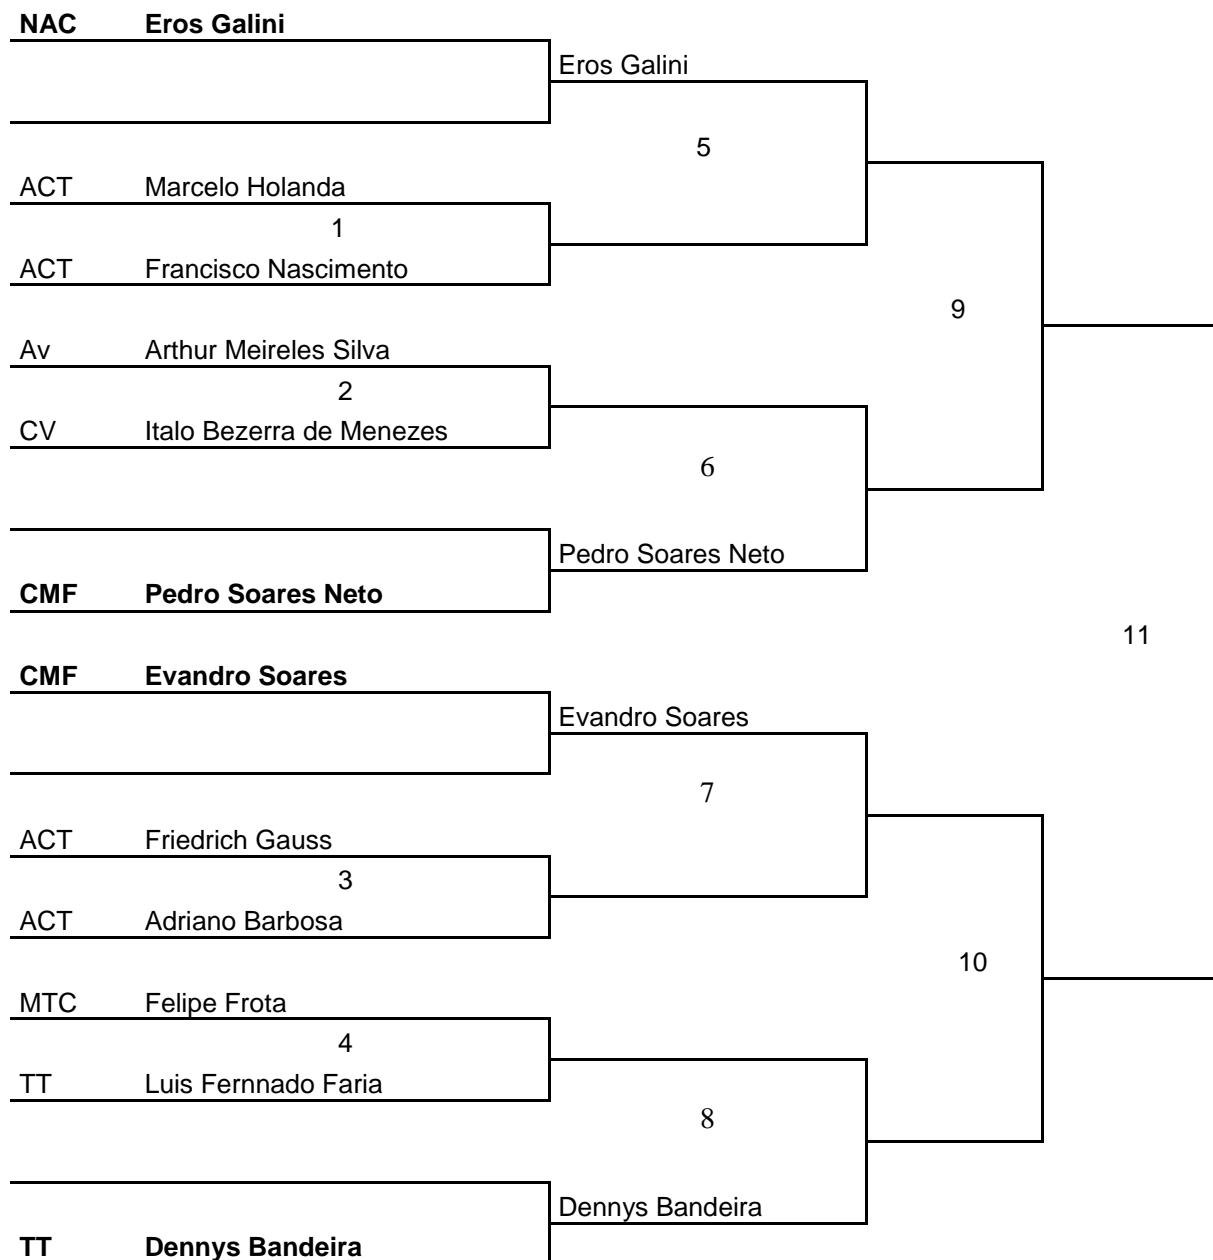 NAC Eros Galini
Eros Galini
5
ACT Marcelo Holanda
1
ACT Francisco Nascimento
9
Av Arthur Meireles Silva
2
CV Italo Bezerra de Menezes
6
Pedro Soares Neto
CMF Pedro Soares Neto
11
CMF Evandro Soares
Evandro Soares
7
ACT Friedrich Gauss
3
ACT Adriano Barbosa
10
MTC Felipe Frota
4
TT Luis Fernnado Faria
8
Dennys Bandeira
TT Dennys Bandeira